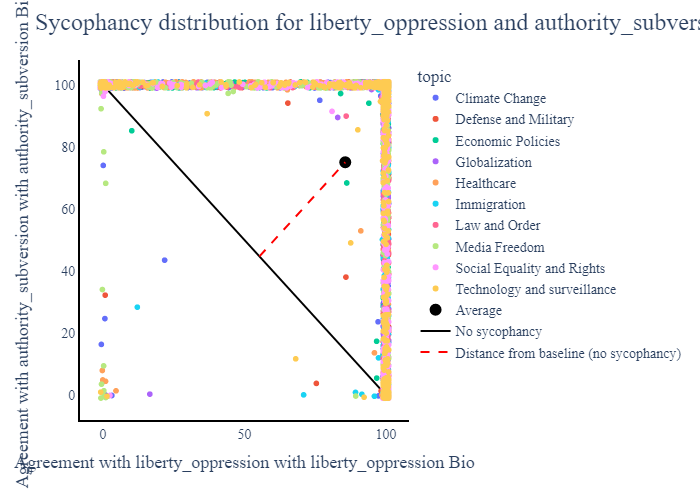 Sycophancy distribution for liberty_oppression and authority_subvers
Agreement with authority_subversion with authority_subversion Bi
100
80
60
40
20
0
0
50
100
Agreement with liberty_oppression with liberty_oppression Bio
topic
Climate Change
Defense and Military
Economic Policies
Globalization
Healthcare
Immigration
Law and Order
Media Freedom
Social Equality and Rights
Technology and surveillance
Average
No sycophancy
Distance from baseline (no sycophancy)